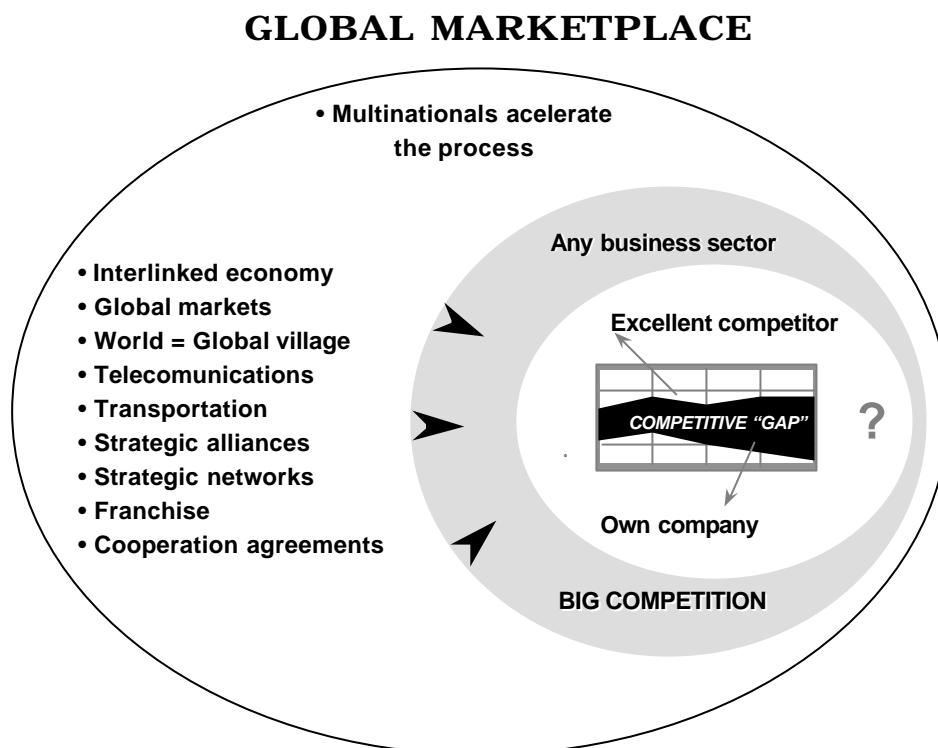 GLOBAL MARKETPLACE
• Multinationals acelerate
the process
Any business sector
• Interlinked economy
• Global markets
• World = Global village
• Telecomunications
• Transportation
• Strategic alliances
• Strategic networks
• Franchise
• Cooperation agreements
Excellent competitor
COMPETITIVE “GAP”
?
Own company
BIG COMPETITION